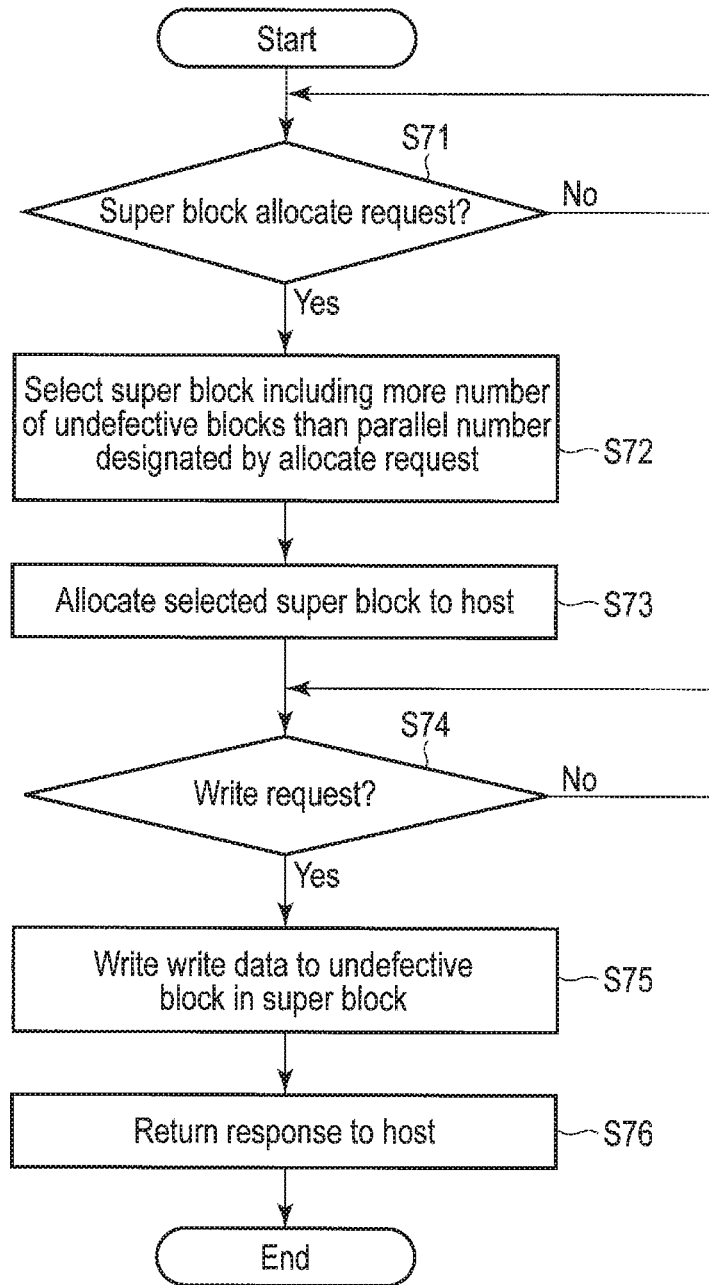 Start
S71
Super block allocate request?
No
Yes
Select super block including more number
of undefective blocks than parallel number
designated by allocate request
S72
Allocate selected super block to host
S73
S74
Write request?
No
Yes
Write write data to undefective
block in super block
S75
Return response to host
S76
End